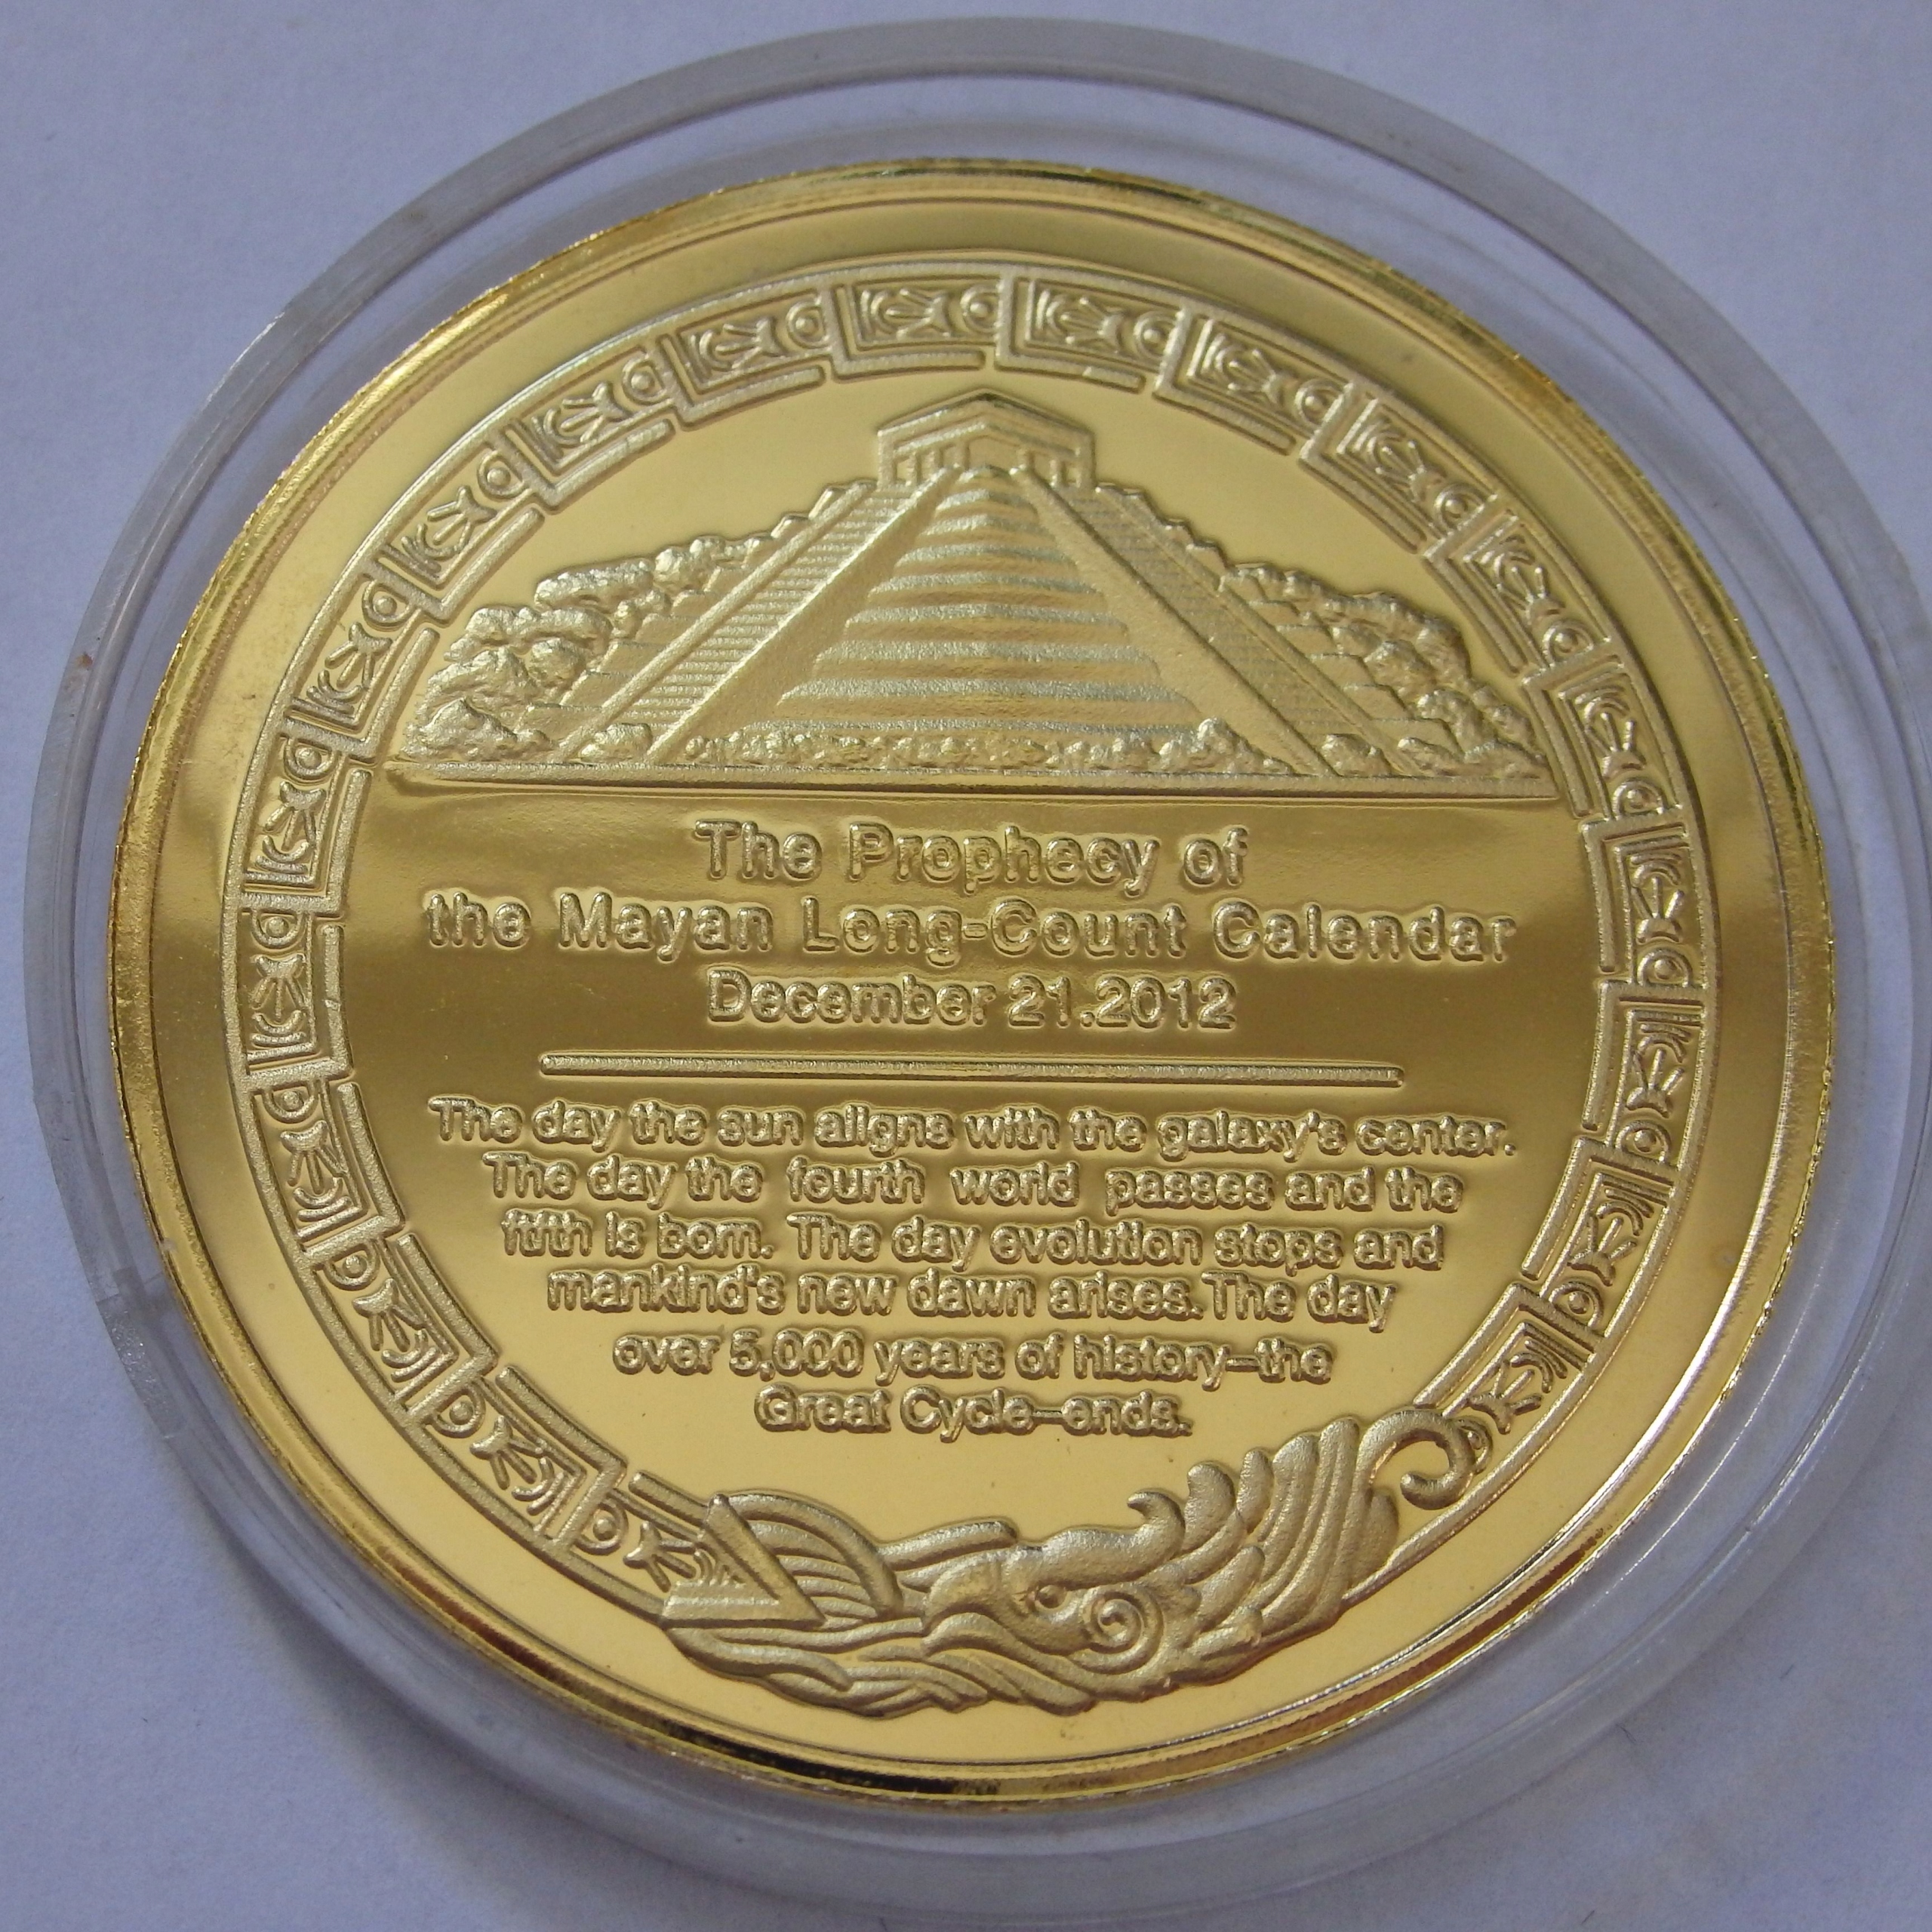 The Prophecy of
the Mayan Long-Count Calendar
December 21.2012
The day the sun aligns with the galaxy's center.
The day the fourth world passes and the
fifth is born. The day evolution stops and
mankind's new dawn arises. The day
over 5,000 years of history—the
Great Cycle—ends.